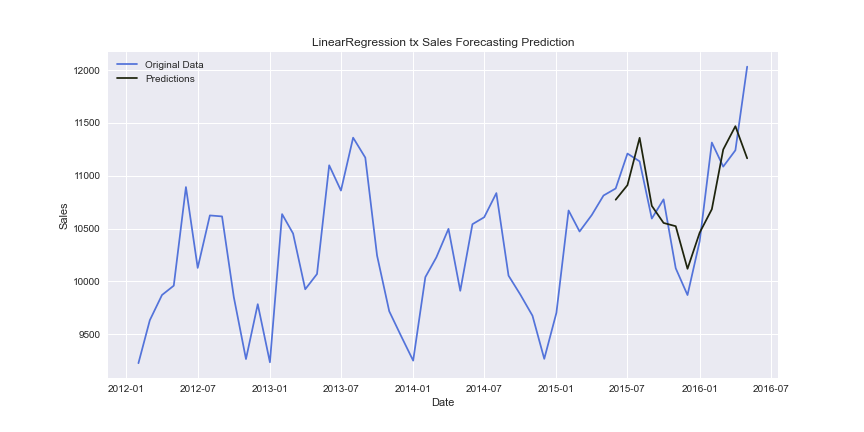 LinearRegression tx Sales Forecasting Prediction
Original Data
Predictions
12000
11500
11000
10500
10000
9500
Sales
2012-01 2012-07 2013-01 2013-07 2014-01 2014-07 2015-01 2015-07 2016-01 2016-07
Date